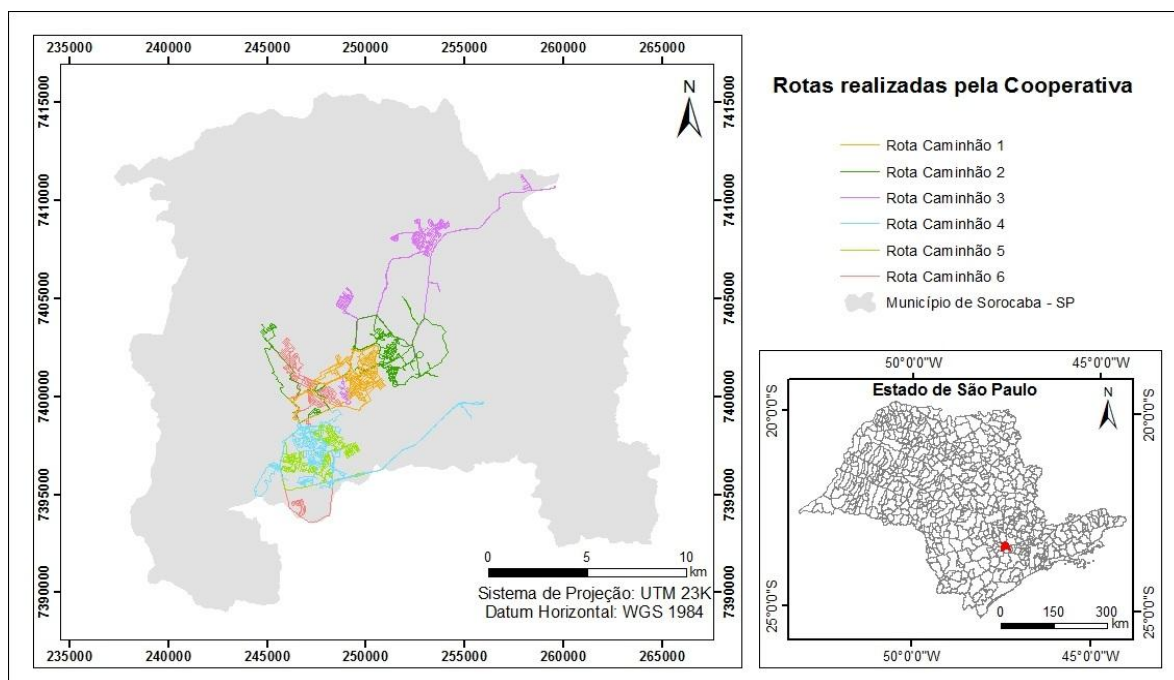 235000 240000 245000 250000 255000 260000 265000
7415000
7410000
7405000
7400000
7395000
7390000
N
0 5 10
km
Sistema de Projeção: UTM 23K
Datum Horizontal: WGS 1984
235000 240000 245000 250000 255000 260000 265000
Rotas realizadas pela Cooperativa
Rota Caminhão 1
Rota Caminhão 2
Rota Caminhão 3
Rota Caminhão 4
Rota Caminhão 5
Rota Caminhão 6
Município de Sorocaba - SP
50°0'0"W 45°0'0"W
Estado de São Paulo
N
20°0'0"S 20°0'0"S
25°0'0"S 25°0'0"S
0 150 300
km
50°0'0"W 45°0'0"W